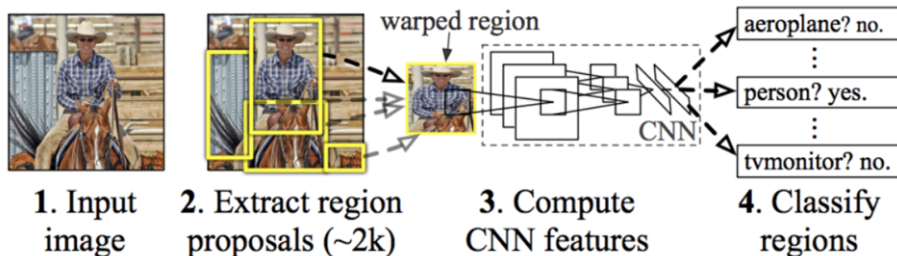 warped region
aeroplane? no.
⋮
person? yes.
CNN
⋮
tvmonitor? no.
1. Input
image
2. Extract region
proposals (~2k)
3. Compute
CNN features
4. Classify
regions